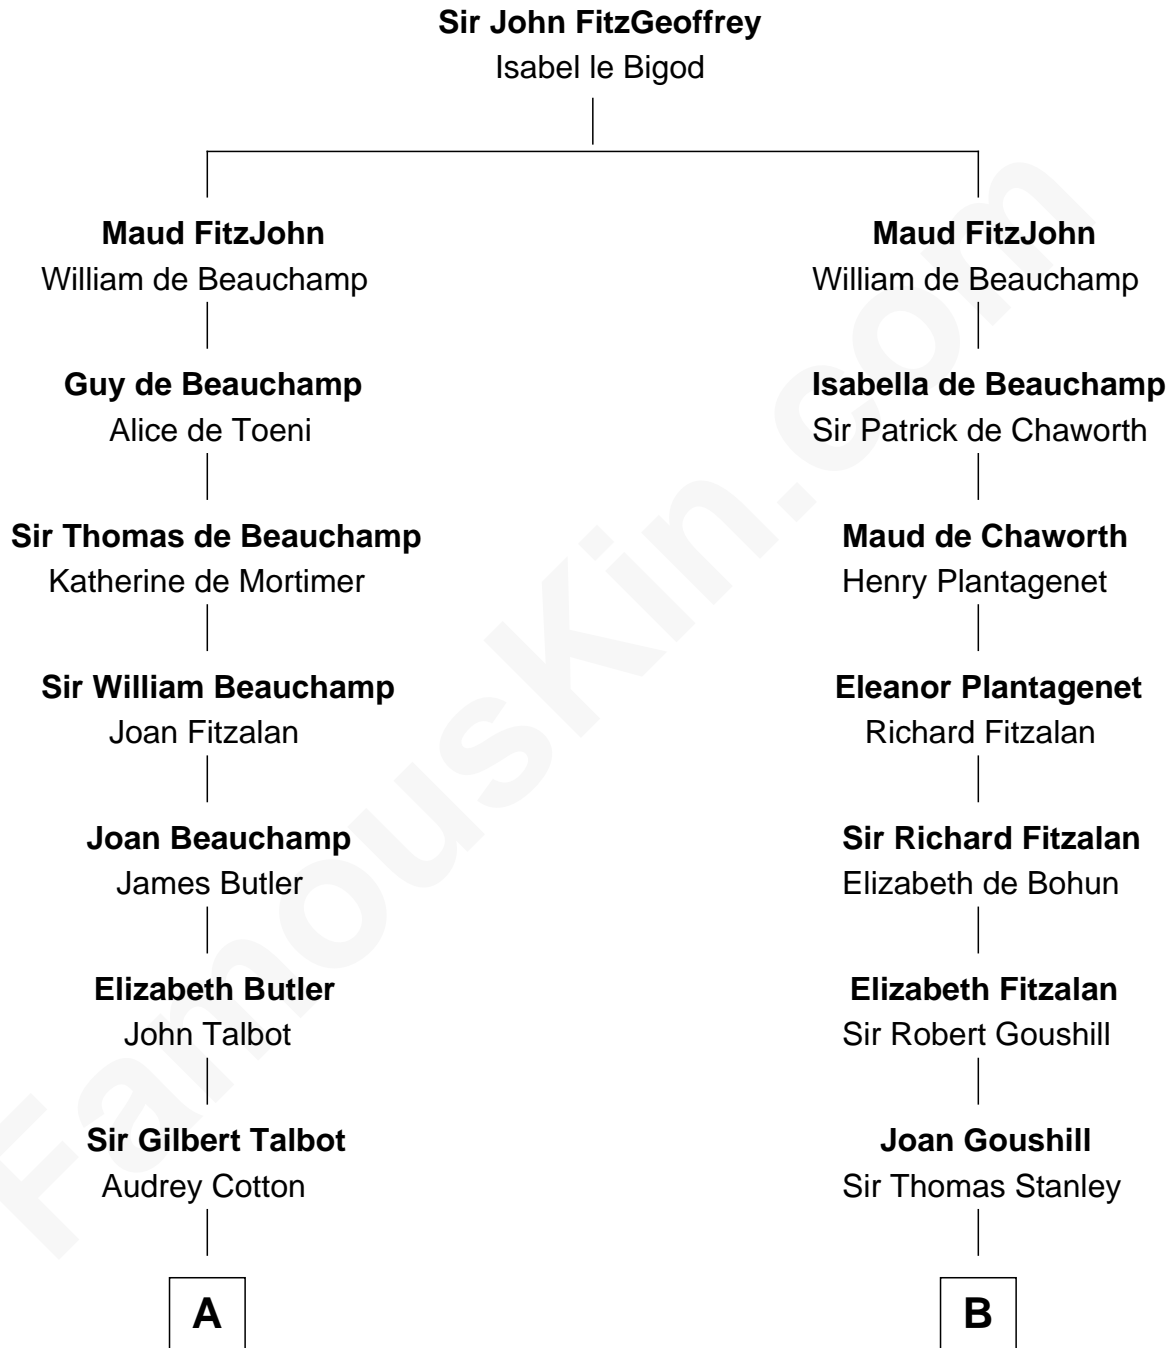 Sir John FitzGeoffrey
Isabel le Bigod
Maud FitzJohn
William de Beauchamp
Maud FitzJohn
William de Beauchamp
Guy de Beauchamp
Alice de Toeni
Isabella de Beauchamp
Sir Patrick de Chaworth
Sir Thomas de Beauchamp
Katherine de Mortimer
Maud de Chaworth
Henry Plantagenet
Sir William Beauchamp
Joan Fitzalan
Eleanor Plantagenet
Richard Fitzalan
Joan Beauchamp
James Butler
Sir Richard Fitzalan
Elizabeth de Bohun
Elizabeth Butler
John Talbot
Elizabeth Fitzalan
Sir Robert Goushill
Sir Gilbert Talbot
Audrey Cotton
Joan Goushill
Sir Thomas Stanley
A
B
FamousKin.com